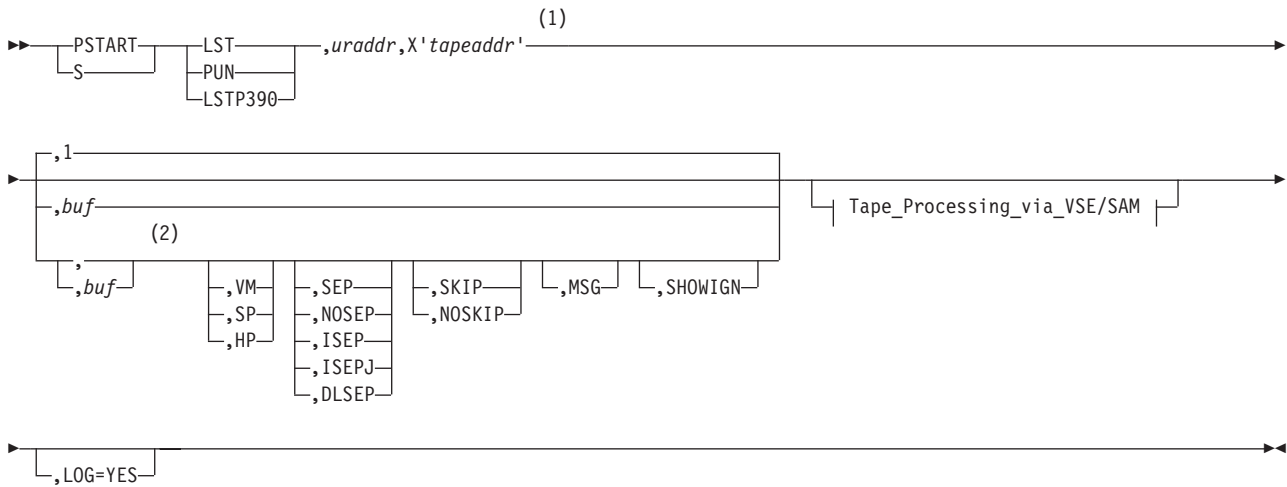 (1)
PSTART LST ,uraddr,X'tapeaddr'
S PUN
LSTP390
,1
,buf Tape_Processing_via_VSE/SAM
(2)
,
,buf ,VM ,SEP ,SKIP ,MSG ,SHOWIGN
,SP ,NOSEP ,NOSKIP
,HP ,ISEP
,ISEPJ
,DLSEP
,LOG=YES